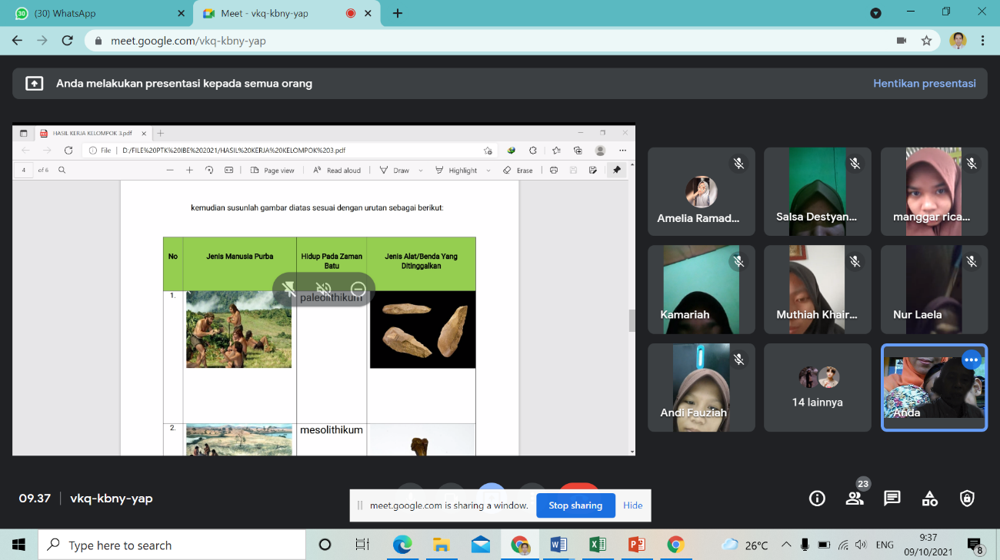 (30) WhatsApp
Meet - vkq-kbny-yap
meet.google.com/vkq-kbny-yap
Anda melakukan presentasi kepada semua orang
Hentikan presentasi
HASIL KERJA KELOMPOK 3.pdf
File | D:/FILE%20PTK%20IBE%202021/HASIL%20KERJA%20KELOMPOK%203.pdf
4 of 6
Page view
Read aloud
Draw
Highlight
Erase
kemudian susunlah gambar diatas sesuai dengan urutan sebagai berikut:
No
Jenis Manusia Purba
Hidup Pada Zaman
Batu
Jenis Alat/Benda Yang
Ditinggalkan
1.
paleolithikum
2.
mesolithikum
Amelia Ramad...
Salsa Destyan...
manggar rica...
Kamariah
Muthiah Khair...
Nur Laela
Andi Fauziah
14 lainnya
Anda
09.37
vkq-kbny-yap
meet.google.com is sharing a window.
Stop sharing
Hide
23
Type here to search
26°C
ENG
9:37
09/10/2021
8